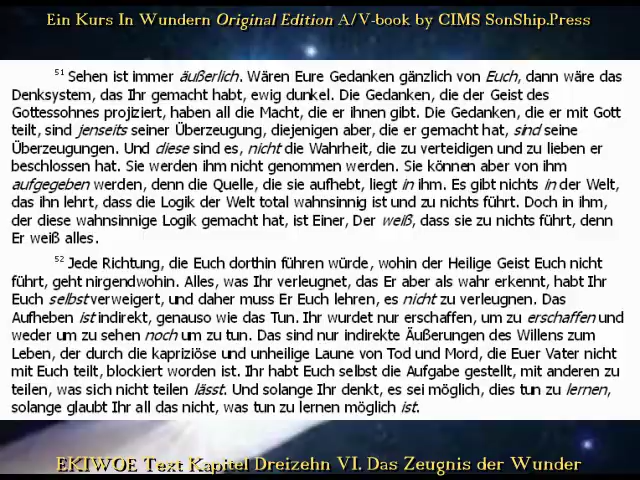 Ein Kurs In Wundern Original Edition A/V-book by CIMS SonShip.Press
51 Sehen ist immer äußerlich. Wären Eure Gedanken gänzlich von Euch, dann wäre das
Denksystem, das Ihr gemacht habt, ewig dunkel. Die Gedanken, die der Geist des
Gottessohnes projiziert, haben all die Macht, die er ihnen gibt. Die Gedanken, die er mit Gott
teilt, sind jenseits seiner Überzeugung, diejenigen aber, die er gemacht hat, sind seine
Überzeugungen. Und diese sind es, nicht die Wahrheit, die zu verteidigen und zu lieben er
beschlossen hat. Sie werden ihm nicht genommen werden. Sie können aber von ihm
aufgegeben werden, denn die Quelle, die sie aufhebt, liegt in ihm. Es gibt nichts in der Welt,
das ihn lehrt, dass die Logik der Welt total wahnsinnig ist und zu nichts führt. Doch in ihm,
der diese wahnsinnige Logik gemacht hat, ist Einer, Der weiß, dass sie zu nichts führt, denn
Er weiß alles.
52 Jede Richtung, die Euch dorthin führen würde, wohin der Heilige Geist Euch nicht
führt, geht nirgendwohin. Alles, was Ihr verleugnet, das Er aber als wahr erkennt, habt Ihr
Euch selbst verweigert, und daher muss Er Euch lehren, es nicht zu verleugnen. Das
Aufheben ist indirekt, genauso wie das Tun. Ihr wurdet nur erschaffen, um zu erschaffen und
weder um zu sehen noch um zu tun. Das sind nur indirekte Äußerungen des Willens zum
Leben, der durch die kapriziöse und unheilige Laune von Tod und Mord, die Euer Vater nicht
mit Euch teilt, blockiert worden ist. Ihr habt Euch selbst die Aufgabe gestellt, mit anderen zu
teilen, was sich nicht teilen lässt. Und solange Ihr denkt, es sei möglich, dies tun zu lernen,
solange glaubt Ihr all das nicht, was tun zu lernen möglich ist.
EKIWOE Text Kapitel Dreizehn VI. Das Zeugnis der Wunder